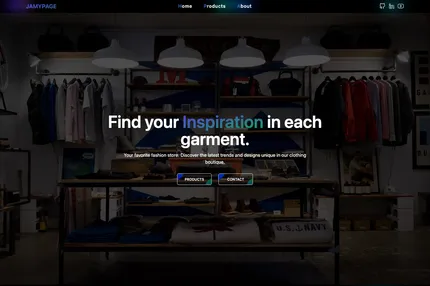 JAMYPAGE
Home Products About
Find your Inspiration in each
garment.
Your favorite fashion store: Discover the latest trends and designs unique in our clothing
boutique.
PRODUCTS CONTACT
U.S. NAVY